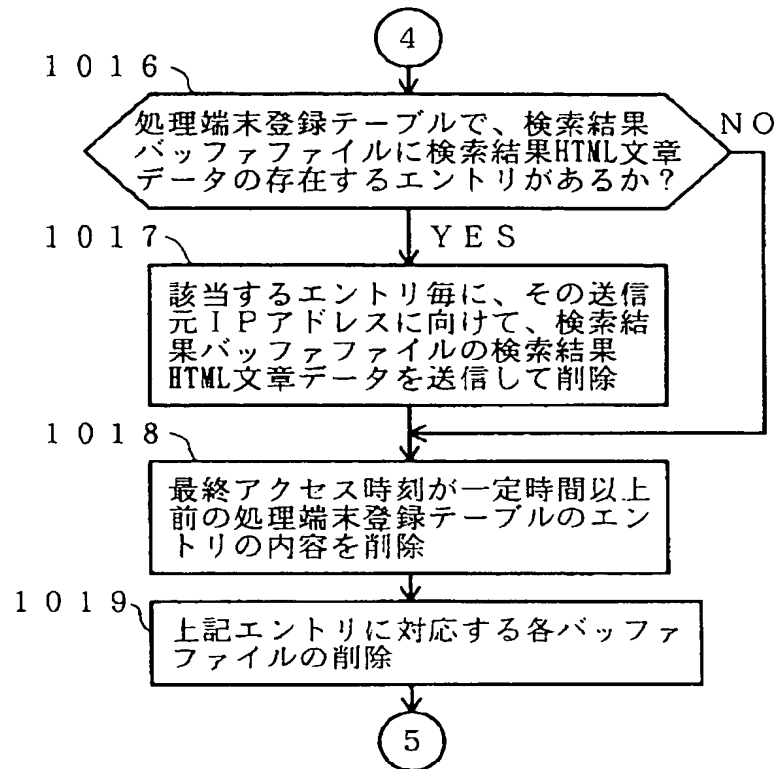 4
1016
処理端末登録テーブルで、検索結果
バッファファイルに検索結果HTML文章
データの存在するエントリがあるか？
NO
YES
1017
該当するエントリ毎に、その送信
元IPアドレスに向けて、検索結
果バッファファイルの検索結果
HTML文章データを送信して削除
1018
最終アクセス時刻が一定時間以上
前の処理端末登録テーブルのエン
トリの内容を削除
1019
上記エントリに対応する各バッファ
ファイルの削除
5